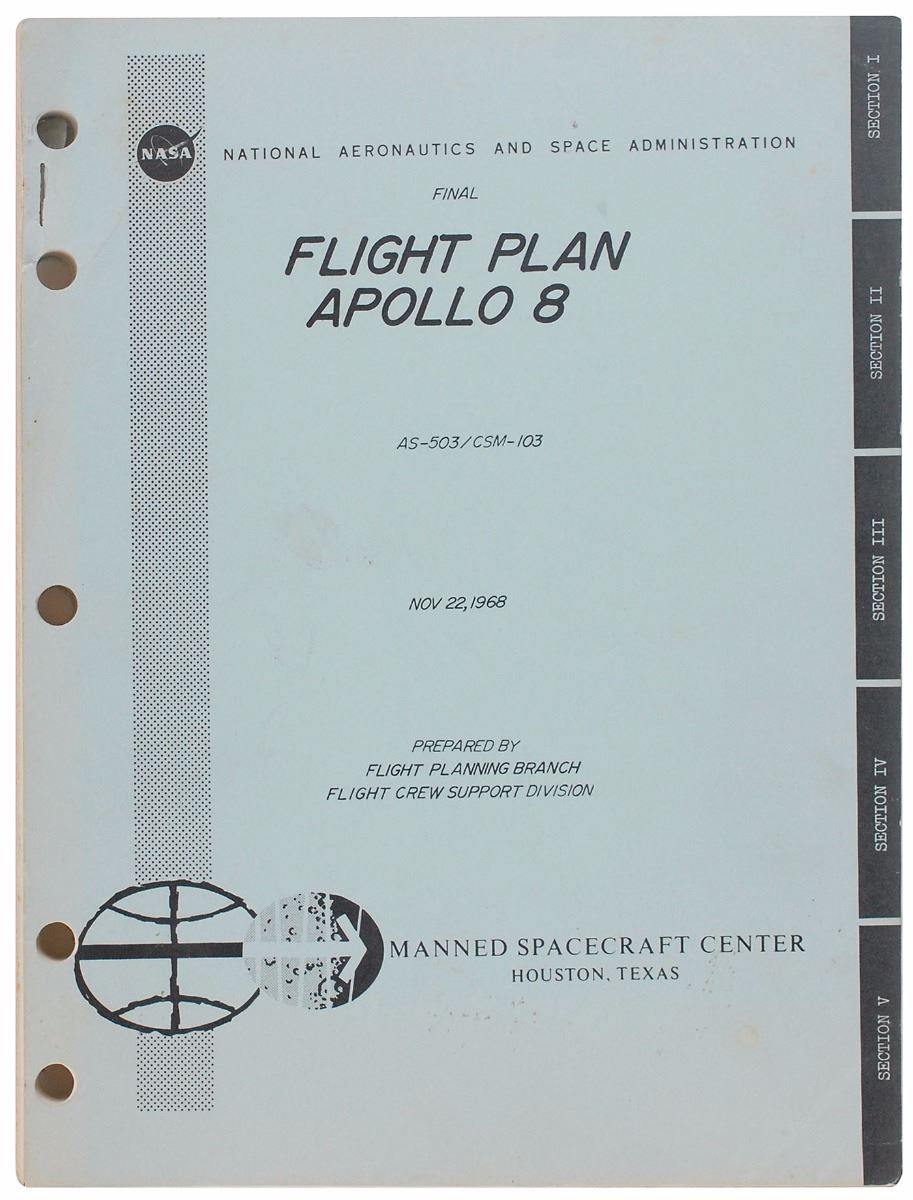 NASA
NATIONAL AERONAUTICS AND SPACE ADMINISTRATION
FINAL
FLIGHT PLAN
APOLLO 8
AS-503/CSM-103
NOV 22, 1968
PREPARED BY
FLIGHT PLANNING BRANCH
FLIGHT CREW SUPPORT DIVISION
MANNED SPACECRAFT CENTER
HOUSTON, TEXAS
SECTION I
SECTION II
SECTION III
SECTION IV
SECTION V